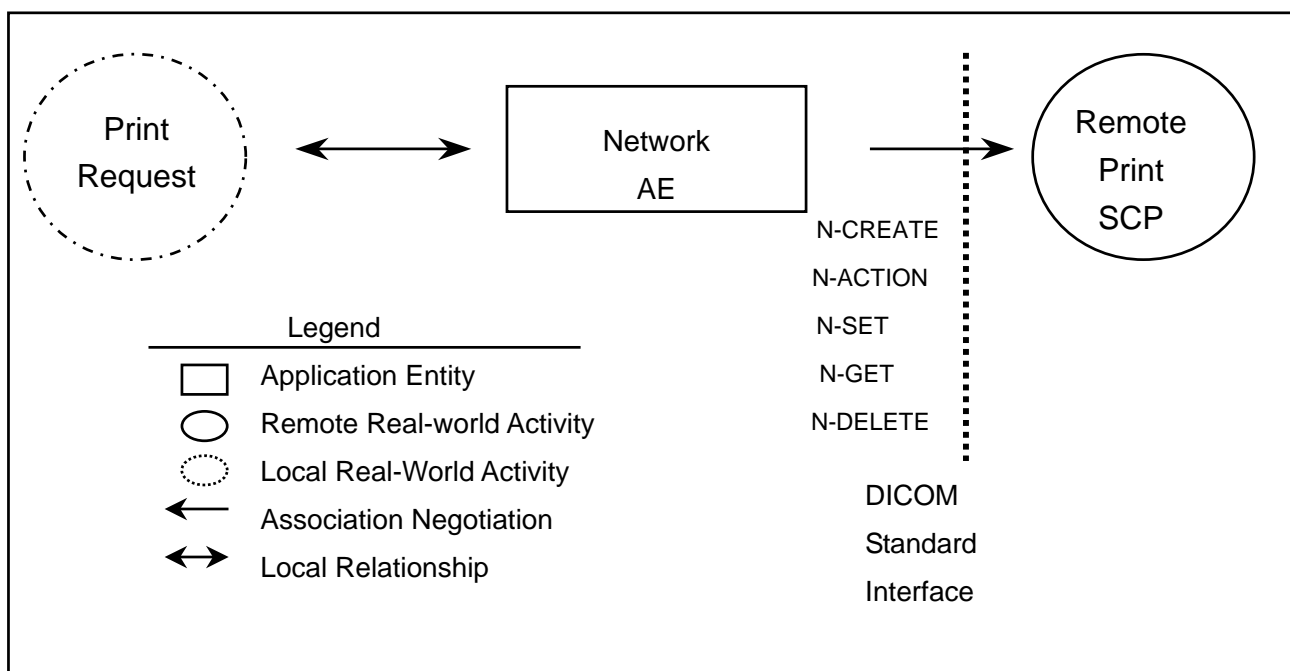 Print
Request
Network
AE
Remote
Print
SCP
N-CREATE
N-ACTION
N-SET
N-GET
N-DELETE
DICOM
Standard
Interface
Legend
Application Entity
Remote Real-world Activity
Local Real-World Activity
Association Negotiation
Local Relationship